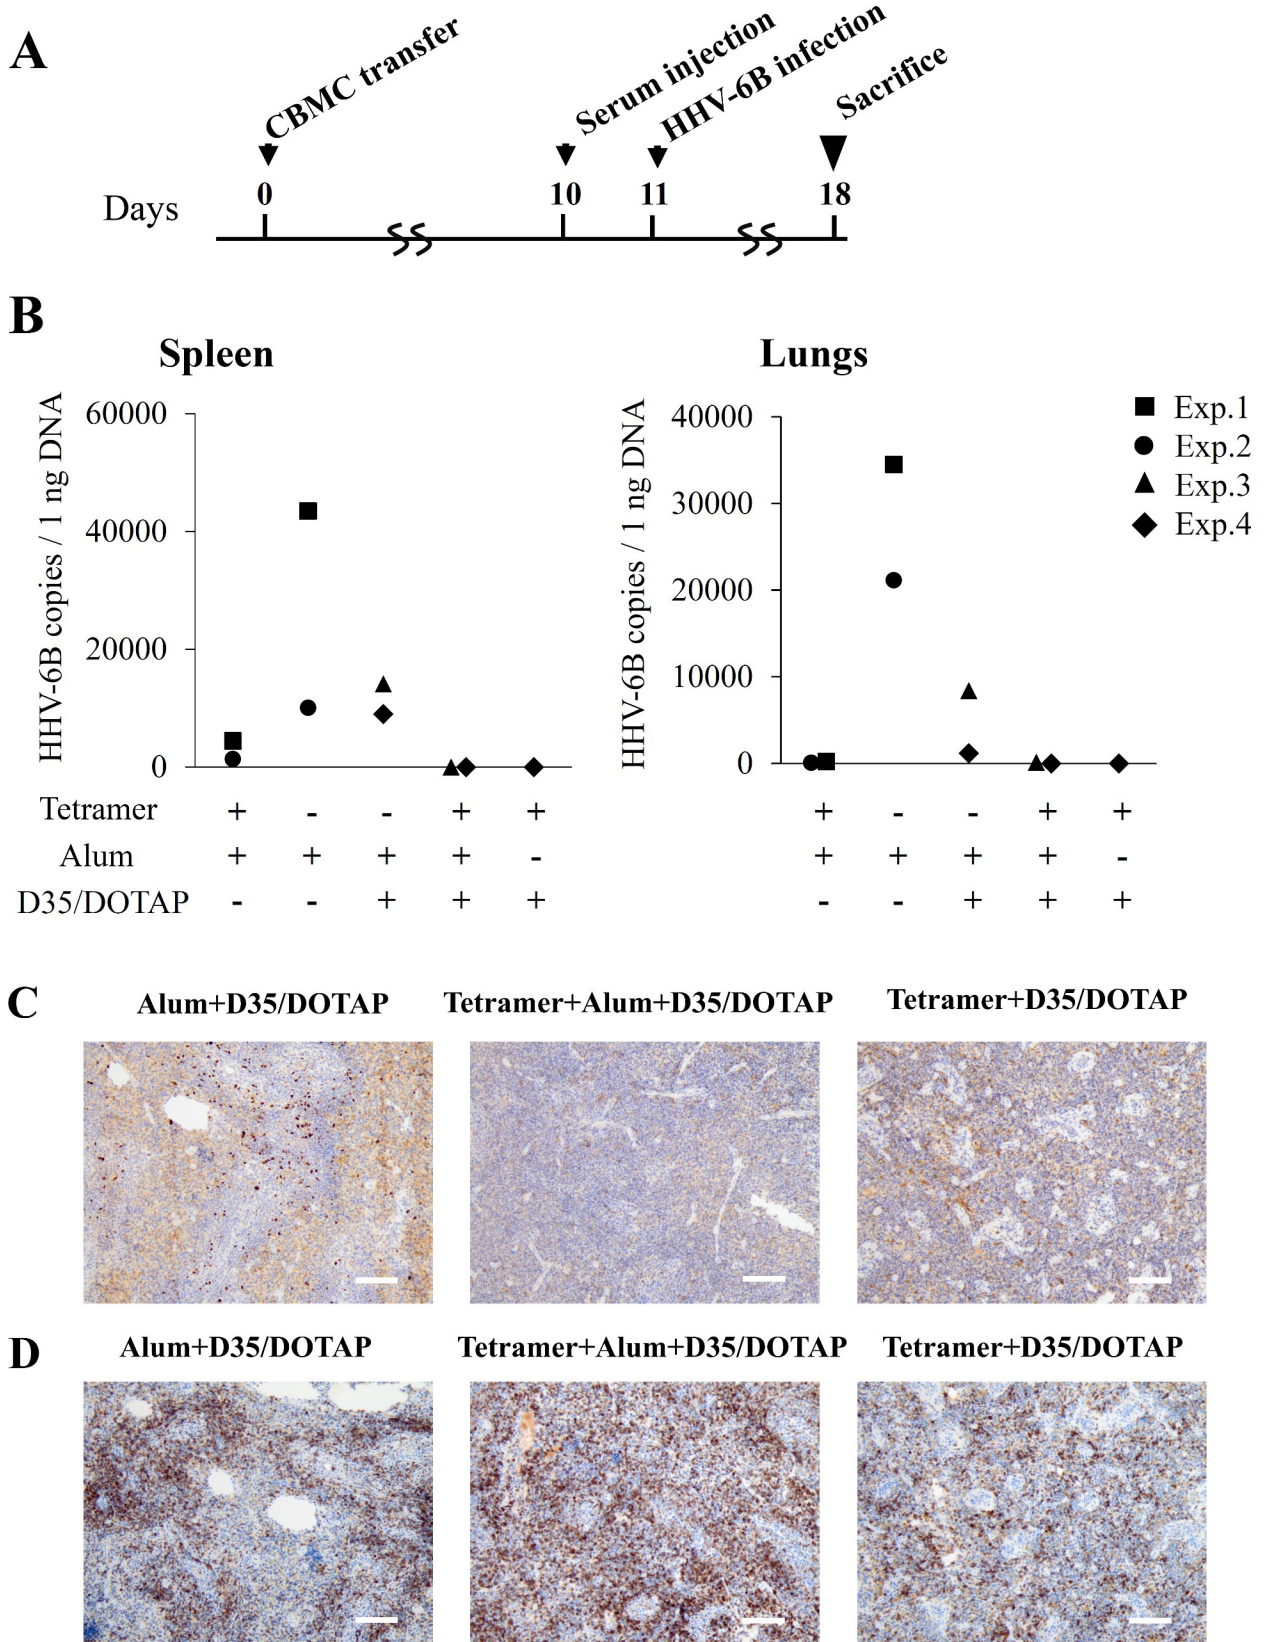 A
CBMC transfer
Serum injection
HHV-6B infection
Sacrifice
Days
0
10
11
18
B
Spleen
HHV-6B copies / 1 ng DNA
60000
40000
20000
0
Lungs
HHV-6B copies / 1 ng DNA
40000
30000
20000
10000
0
Exp.1
Exp.2
Exp.3
Exp.4
Tetramer + - - + + + - - + +
Alum + + + + - + + + + -
D35/DOTAP - - + + + - - + + +
C
Alum+D35/DOTAP
Tetramer+Alum+D35/DOTAP
Tetramer+D35/DOTAP
D
Alum+D35/DOTAP
Tetramer+Alum+D35/DOTAP
Tetramer+D35/DOTAP